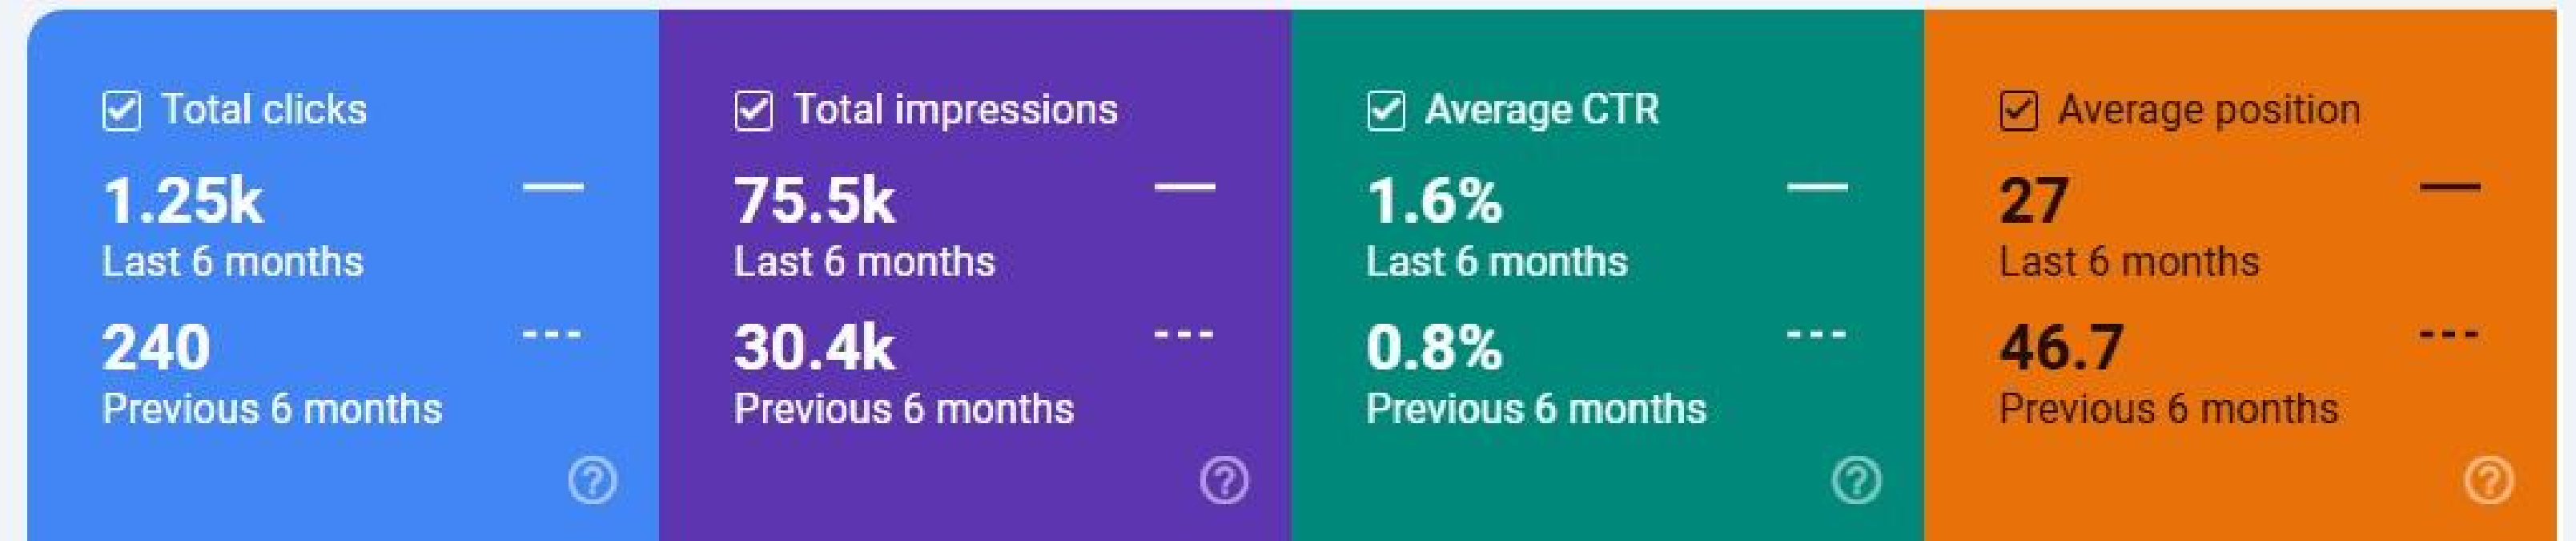 Total clicks
1.25k
Last 6 months
240
Previous 6 months
Total impressions
75.5k
Last 6 months
30.4k
Previous 6 months
Average CTR
1.6%
Last 6 months
0.8%
Previous 6 months
Average position
27
Last 6 months
46.7
Previous 6 months